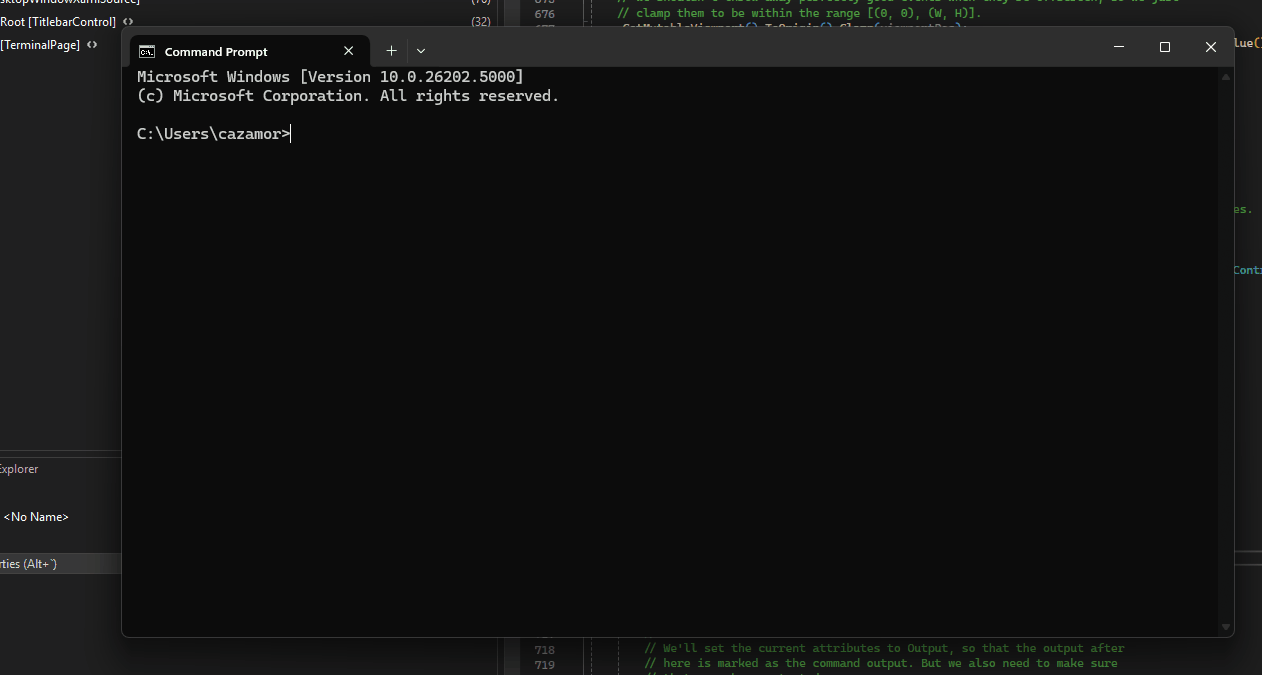 Root [TitlebarControl] <> (32)
[TerminalPage] <>
676 // clamp them to be within the range [(0, 0), (W, H)].
Command Prompt
Microsoft Windows [Version 10.0.26202.5000]
(c) Microsoft Corporation. All rights reserved.
C:\Users\cazamor>
lue()
es.
Conti
Explorer
<No Name>
rties (Alt+`)
718 // We'll set the current attributes to Output, so that the output after
719 // here is marked as the command output. But we also need to make sure